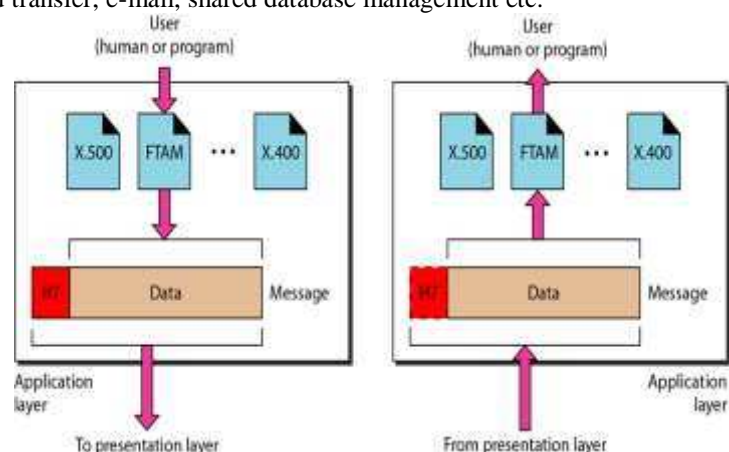 transfer, e-mail, shared database management etc.
User
(human or program)
X.500
FTAM
...
X.400
H7
Data
Message
Application
layer
To presentation layer
User
(human or program)
X.500
FTAM
...
X.400
H7
Data
Message
Application
layer
From presentation layer